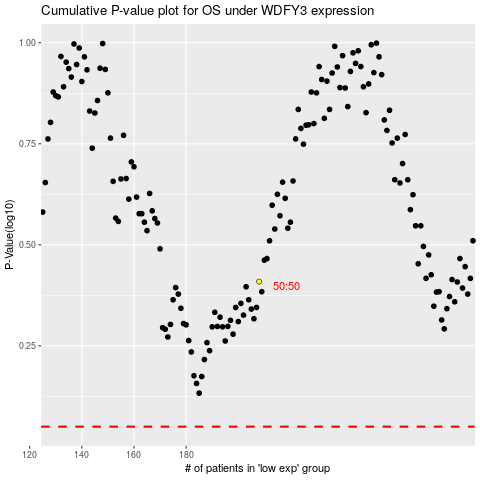 Cumulative P-value plot for OS under WDFY3 expression
P-Value(log10)
1.00
0.75
0.50
0.25
50:50
120 140 160 180
# of patients in 'low exp' group